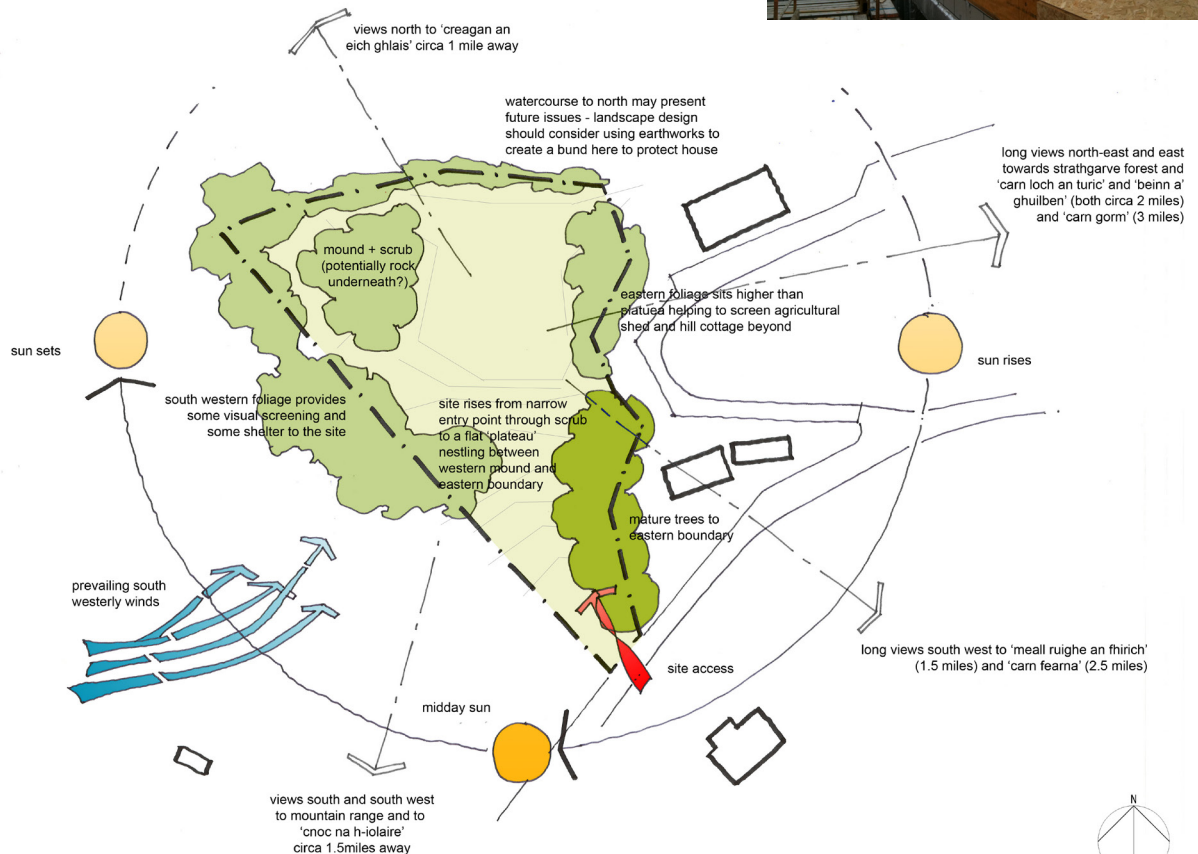 views north to 'creagan an
eich ghlais' circa 1 mile away
watercourse to north may present
future issues - landscape design
should consider using earthworks to
create a bund here to protect house
long views north-east and east
towards strathgarve forest and
'carn loch an turic' and 'beinn a'
ghuilben' (both circa 2 miles)
and 'carn gorm' (3 miles)
mound + scrub
(potentially rock
underneath?)
eastern foliage sits higher than
platuea helping to screen agricultural
shed and hill cottage beyond
sun sets
sun rises
south western foliage provides
some visual screening and
some shelter to the site
site rises from narrow
entry point through scrub
to a flat 'plateau'
nestling between
western mound and
eastern boundary
mature trees to
eastern boundary
prevailing south
westerly winds
long views south west to 'meall ruighe an fhirich'
(1.5 miles) and 'carn fearna' (2.5 miles)
site access
midday sun
views south and south west
to mountain range and to
'cnoc na h-iolaire'
circa 1.5miles away
N